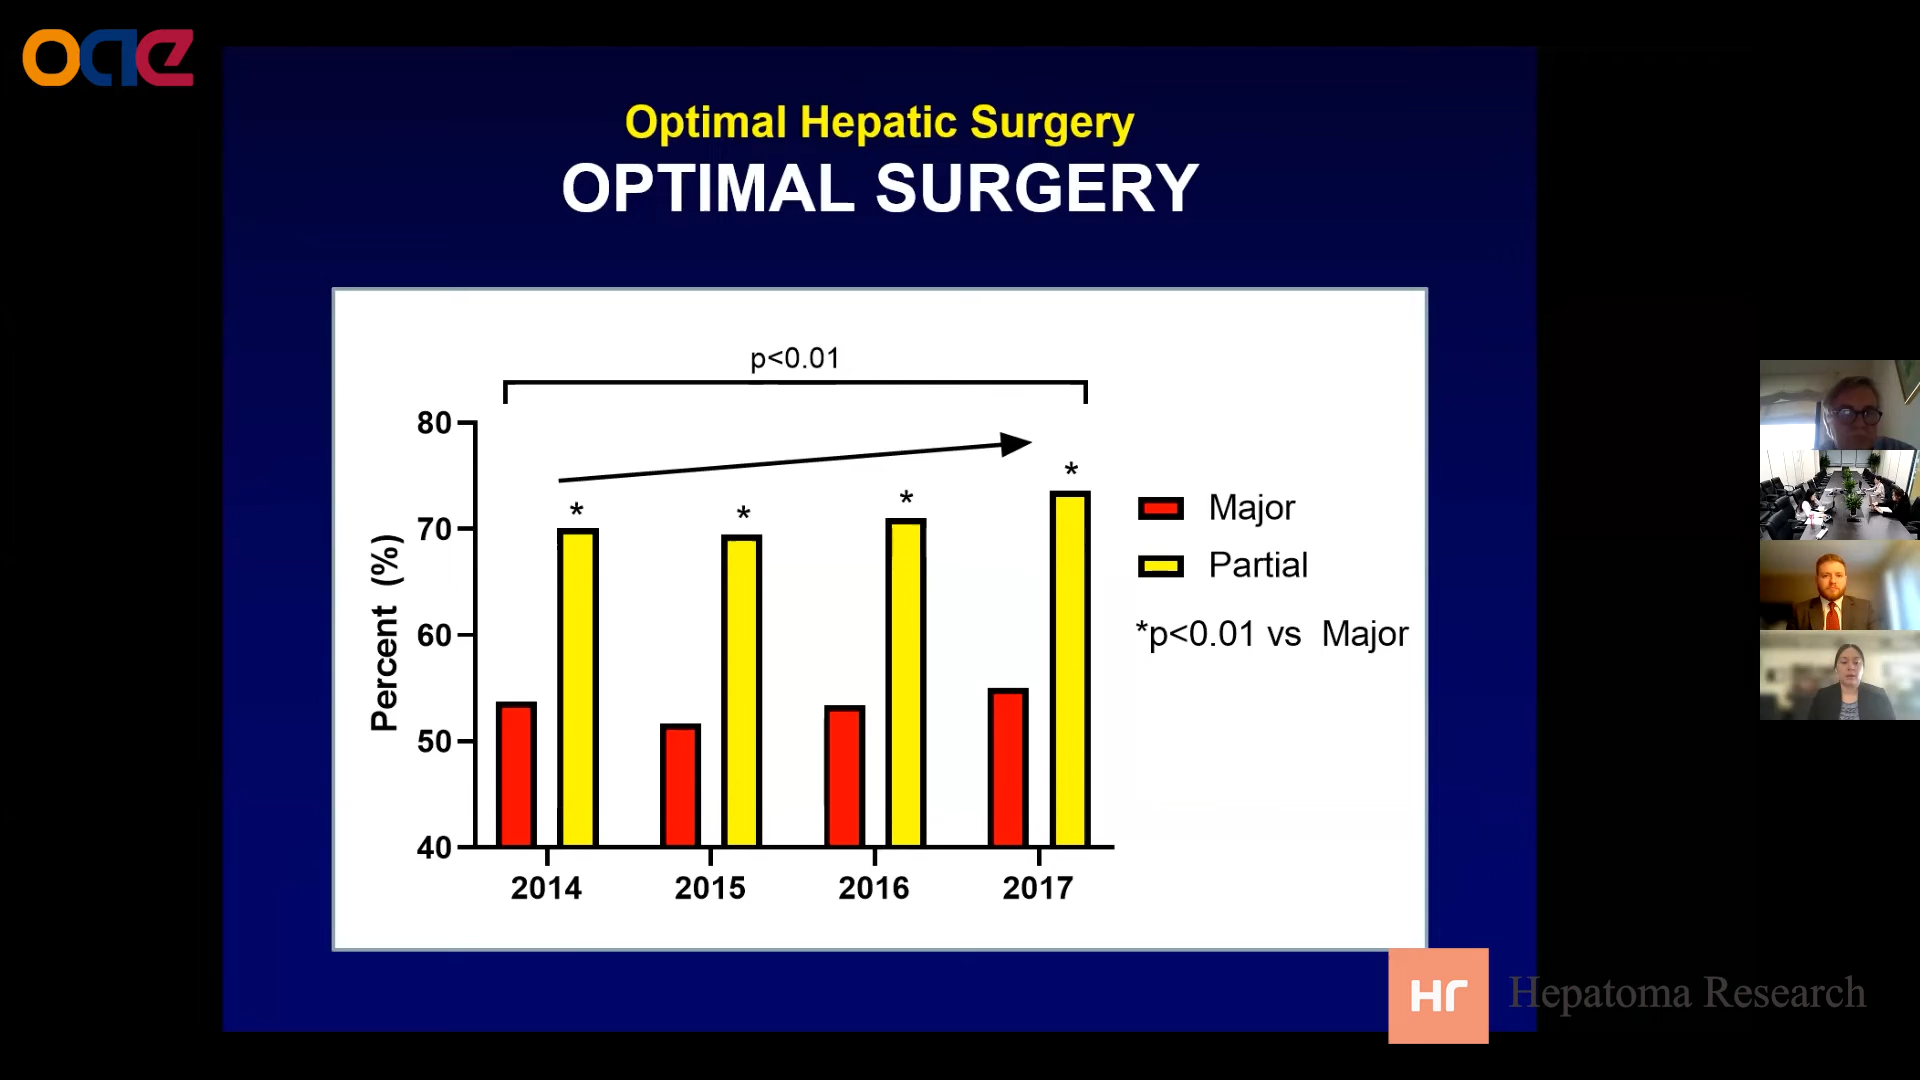 oae
Optimal Hepatic Surgery
OPTIMAL SURGERY
p<0.01
80
70
60
50
40
Percent (%)
* * * *
Major
Partial
*p<0.01 vs Major
2014 2015 2016 2017
Hr Hepatoma Research